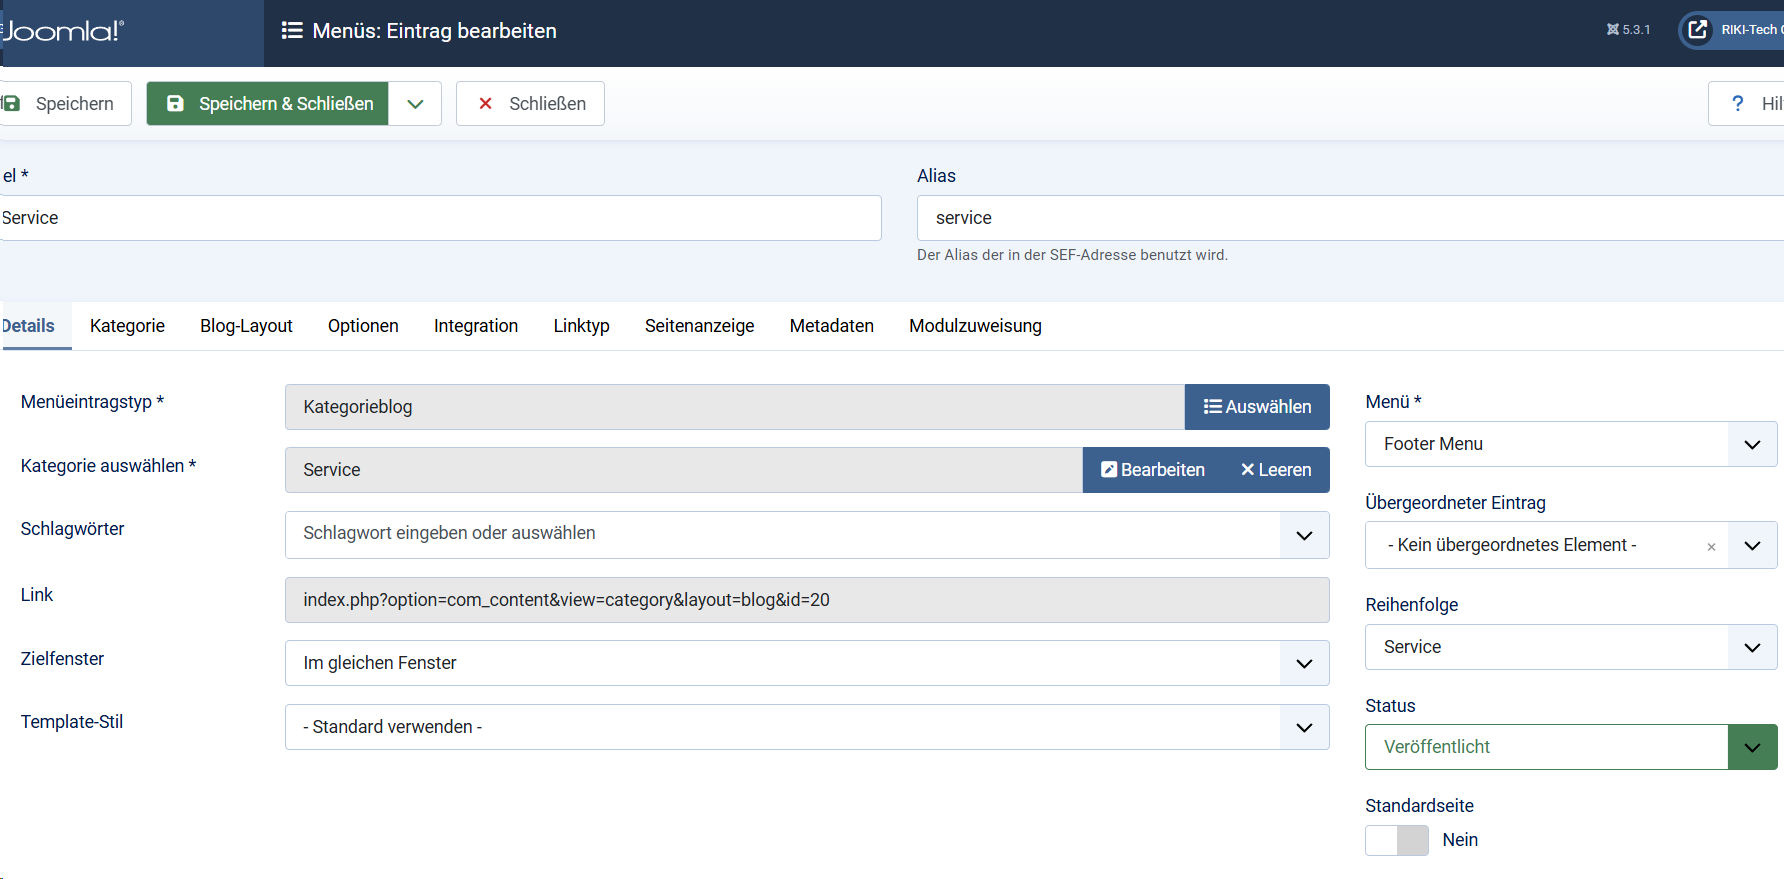 Joomla!®
Menüs: Eintrag bearbeiten
5.3.1
RIKI-Tech
Speichern
Speichern & Schließen
Schließen
? Hil
el *
Alias
Service
service
Der Alias der in der SEF-Adresse benutzt wird.
Details Kategorie Blog-Layout Optionen Integration Linktyp Seitenanzeige Metadaten Modulzuweisung
Menüeintragstyp *
Kategorieblog
Auswählen
Kategorie auswählen *
Service
Bearbeiten
Leeren
Schlagwörter
Schlagwort eingeben oder auswählen
Link
index.php?option=com_content&view=category&layout=blog&id=20
Zielfenster
Im gleichen Fenster
Template-Stil
- Standard verwenden -
Menü *
Footer Menu
Übergeordneter Eintrag
- Kein übergeordnetes Element - ×
Reihenfolge
Service
Status
Veröffentlicht
Standardseite
Nein